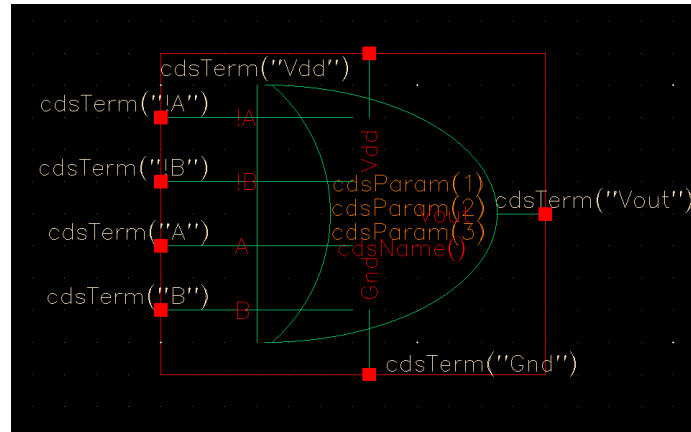 cdsTerm("Vdd")
cdsTerm("!A")
!A
Vdd
cdsTerm("!B")
!B
cdsParam(1)
cdsTerm("Vout")
cdsParam(2)
Vout
cdsTerm("A")
A
cdsParam(3)
cdsName()
Gnd
cdsTerm("B")
B
cdsTerm("Gnd")